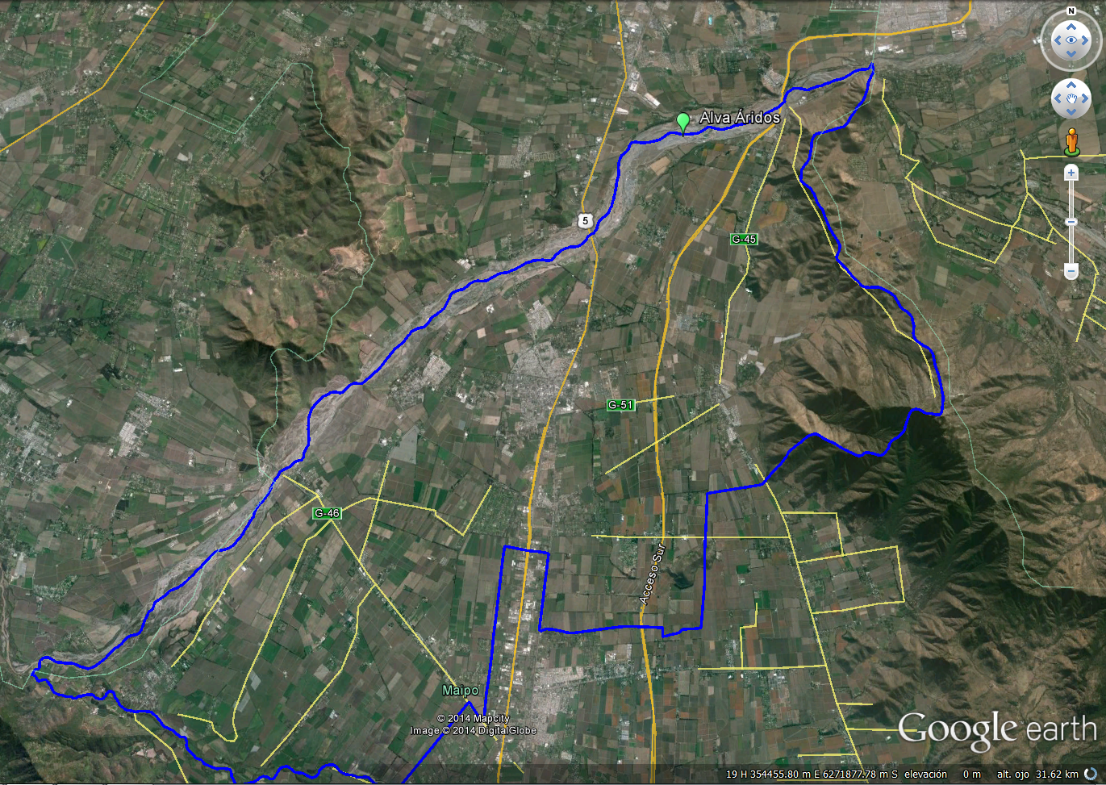 N
Alva Áridos
5
G-45
G-51
G-46
Acceso Sur
Maipo
© 2014 Mapcity
Image © 2014 DigitalGlobe
Google earth
19 H 354455.80 m E 6271877.78 m S elevación 0 m alt. ojo 31.62 km